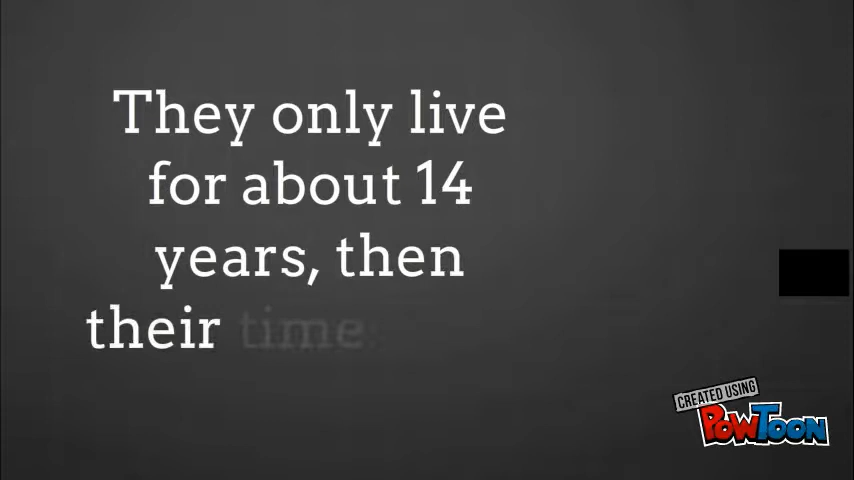 They only live
for about 14
years, then
their time
CREATED USING
POWTOON